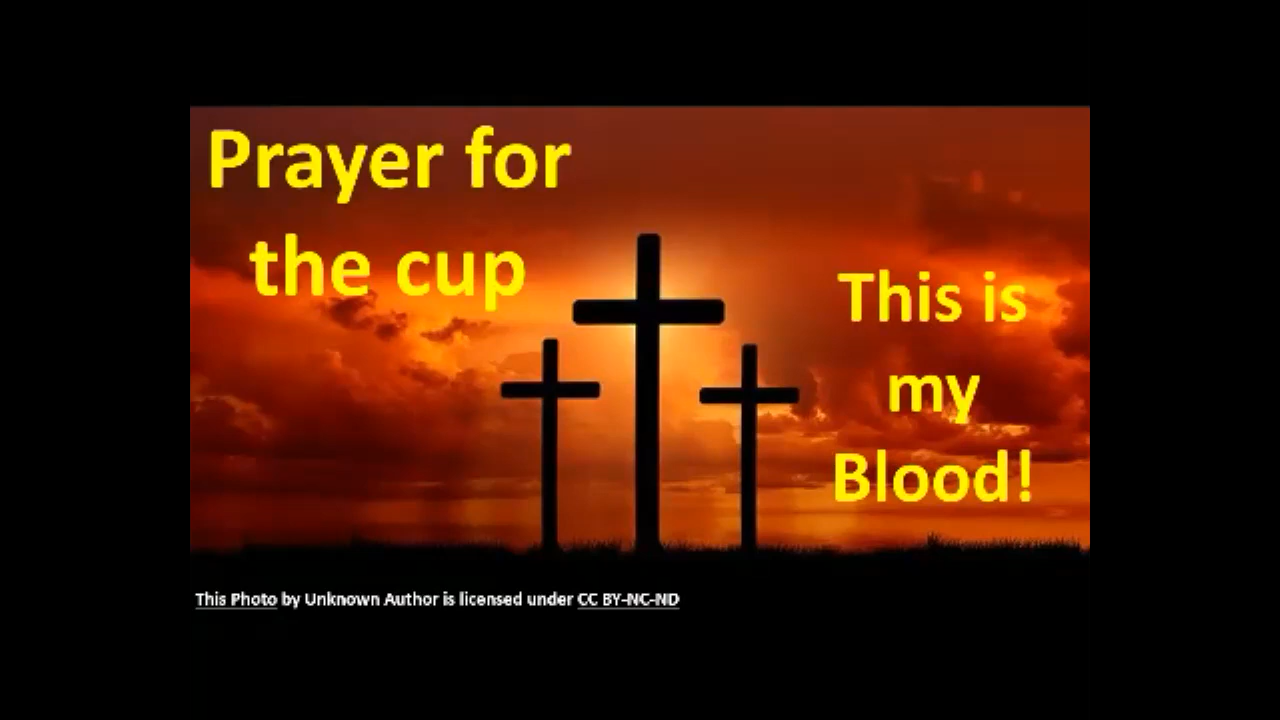 Prayer for
the cup
This is
my
Blood!
This Photo by Unknown Author is licensed under CC BY-NC-ND